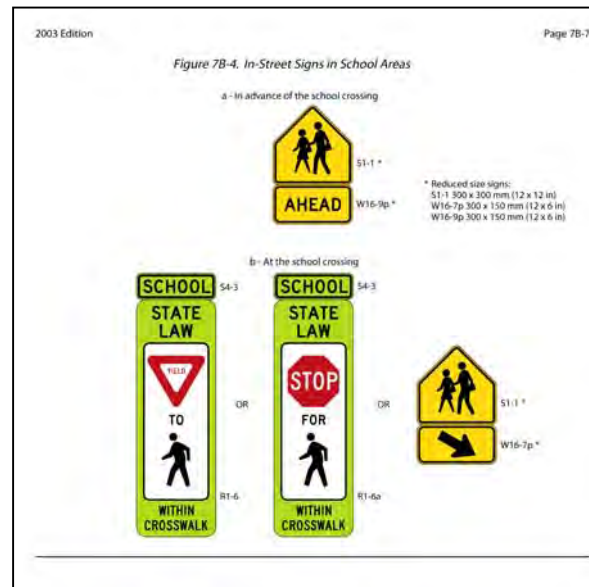 2003 Edition
Page 7B-7
Figure 7B-4. In-Street Signs in School Areas
a - In advance of the school crossing
S1-1 *
AHEAD
W16-9p *
* Reduced size signs:
S1-1 300 x 300 mm (12 x 12 in)
W16-7p 300 x 150 mm (12 x 6 in)
W16-9p 300 x 150 mm (12 x 6 in)
b - At the school crossing
SCHOOL
S4-3
STATE
LAW
YIELD
TO
R1-6
WITHIN
CROSSWALK
OR
SCHOOL
S4-3
STATE
LAW
STOP
FOR
R1-6a
WITHIN
CROSSWALK
OR
S1-1 *
W16-7p *